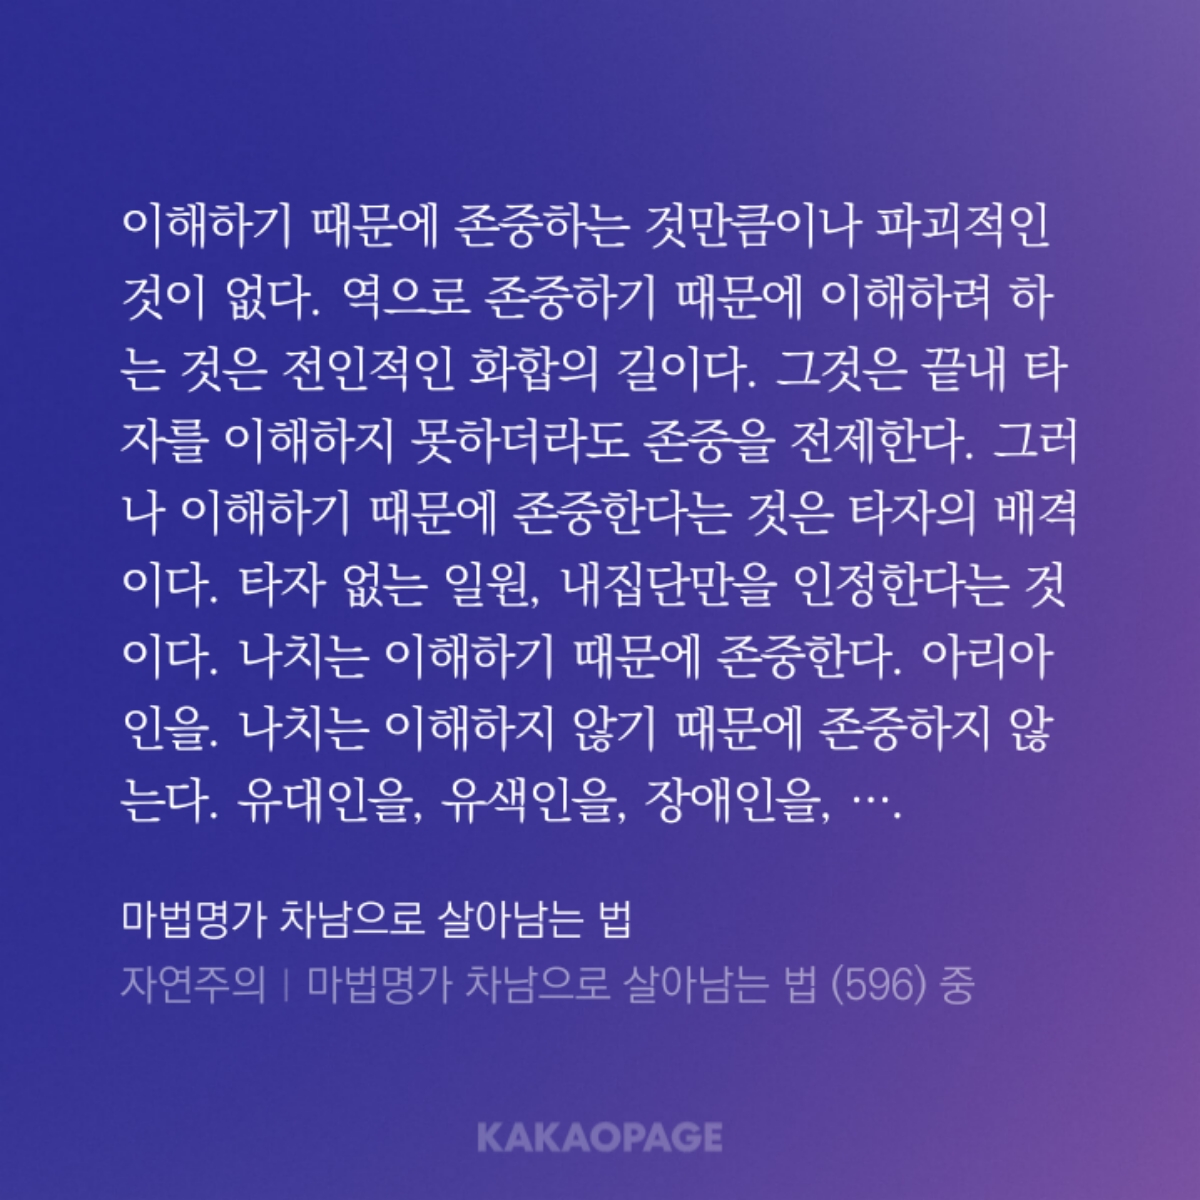 이해하기 때문에 존중하는 것만큼이나 파괴적인
것이 없다. 역으로 존중하기 때문에 이해하려 하
는 것은 전인적인 화합의 길이다. 그것은 끝내 타
자를 이해하지 못하더라도 존중을 전제한다. 그러
나 이해하기 때문에 존중한다는 것은 타자의 배격
이다. 타자 없는 일원, 내집단만을 인정한다는 것
이다. 나치는 이해하기 때문에 존중한다. 아리아
인을. 나치는 이해하지 않기 때문에 존중하지 않
는다. 유대인을, 유색인을, 장애인을, ….
마법명가 차남으로 살아남는 법
자연주의 | 마법명가 차남으로 살아남는 법 (596) 중
KAKAOPAGE